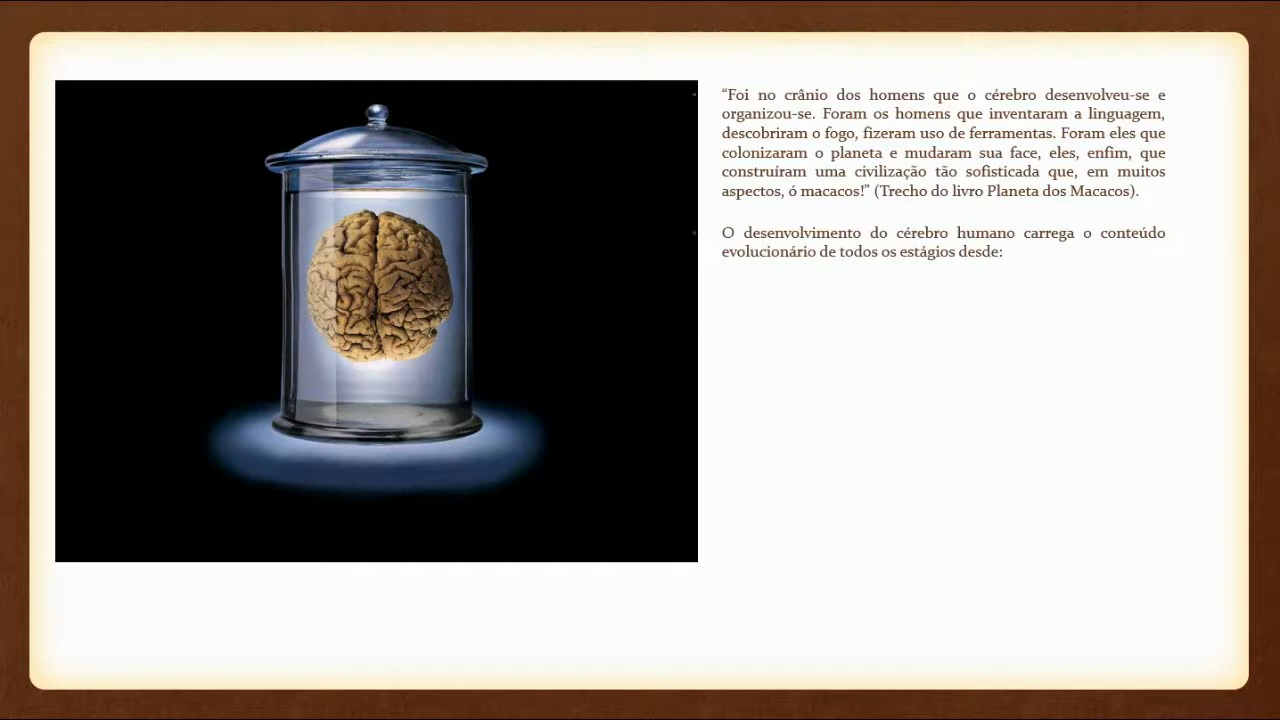 “Foi no crânio dos homens que o cérebro desenvolveu-se e
organizou-se. Foram os homens que inventaram a linguagem,
descobriram o fogo, fizeram uso de ferramentas. Foram eles que
colonizaram o planeta e mudaram sua face, eles, enfim, que
construíram uma civilização tão sofisticada que, em muitos
aspectos, ó macacos!” (Trecho do livro Planeta dos Macacos).
O desenvolvimento do cérebro humano carrega o conteúdo
evolucionário de todos os estágios desde: